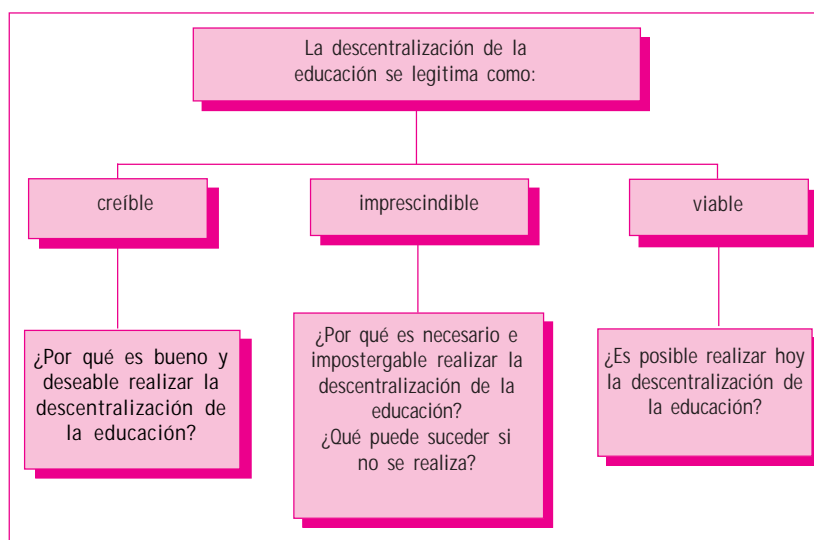 La descentralización de la
educación se legitima como:
creíble
imprescindible
viable
¿Por qué es bueno y
deseable realizar la
descentralización de
la educación?
¿Por qué es necesario e
impostergable realizar la
descentralización de la
educación?
¿Qué puede suceder si
no se realiza?
¿Es posible realizar hoy
la descentralización de
la educación?